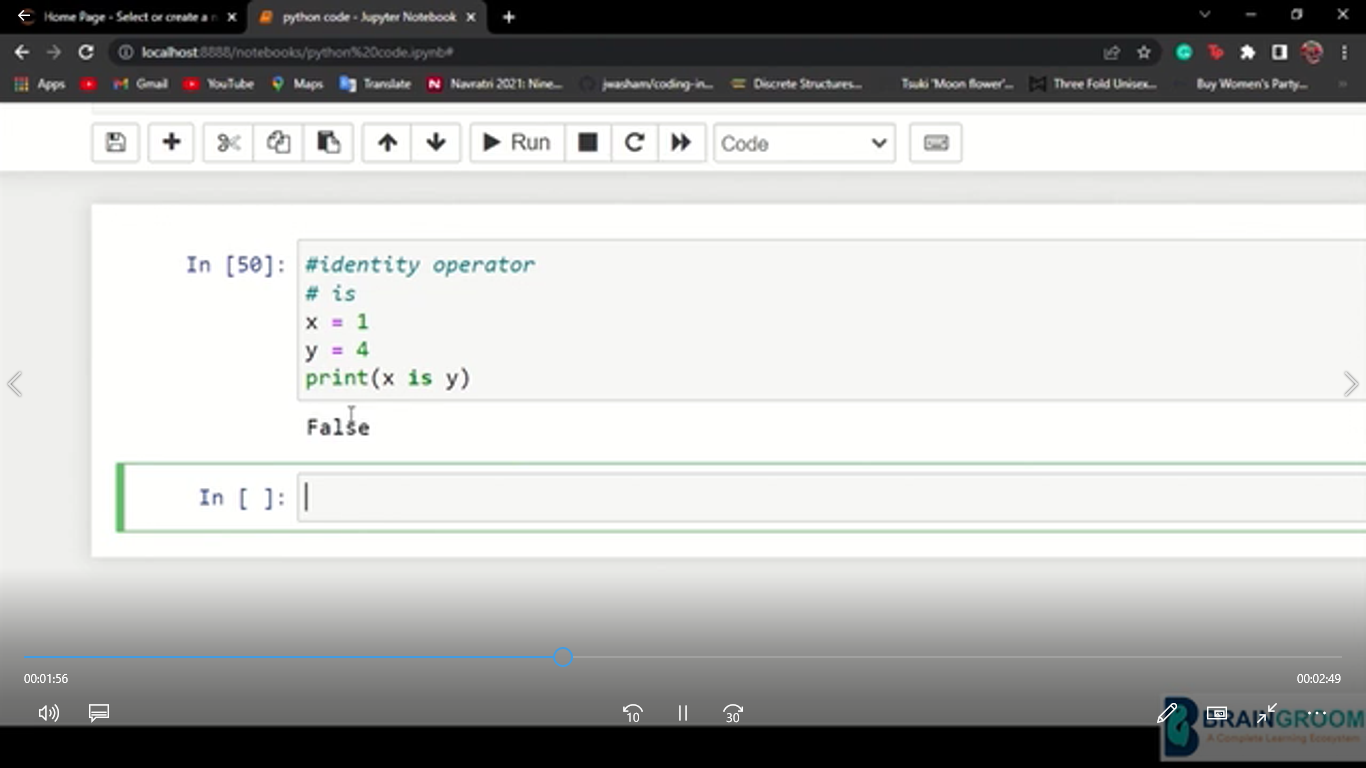 Home Page - Select or create a n
python code - Jupyter Notebook
localhost:8888/notebooks/python%20code.ipynb#
Apps
Gmail
YouTube
Maps
Translate
Navratri 2021: Nine...
jwasham/coding-in...
Discrete Structures...
Tsuki 'Moon flower'...
Three Fold Unisex...
Buy Women's Party...
Run
Code
In [50]:
#identity operator
# is
x = 1
y = 4
print(x is y)
False
In [ ]:
00:01:56
00:02:49
10
30
BRAINGROOM
A Complete Learning Ecosystem